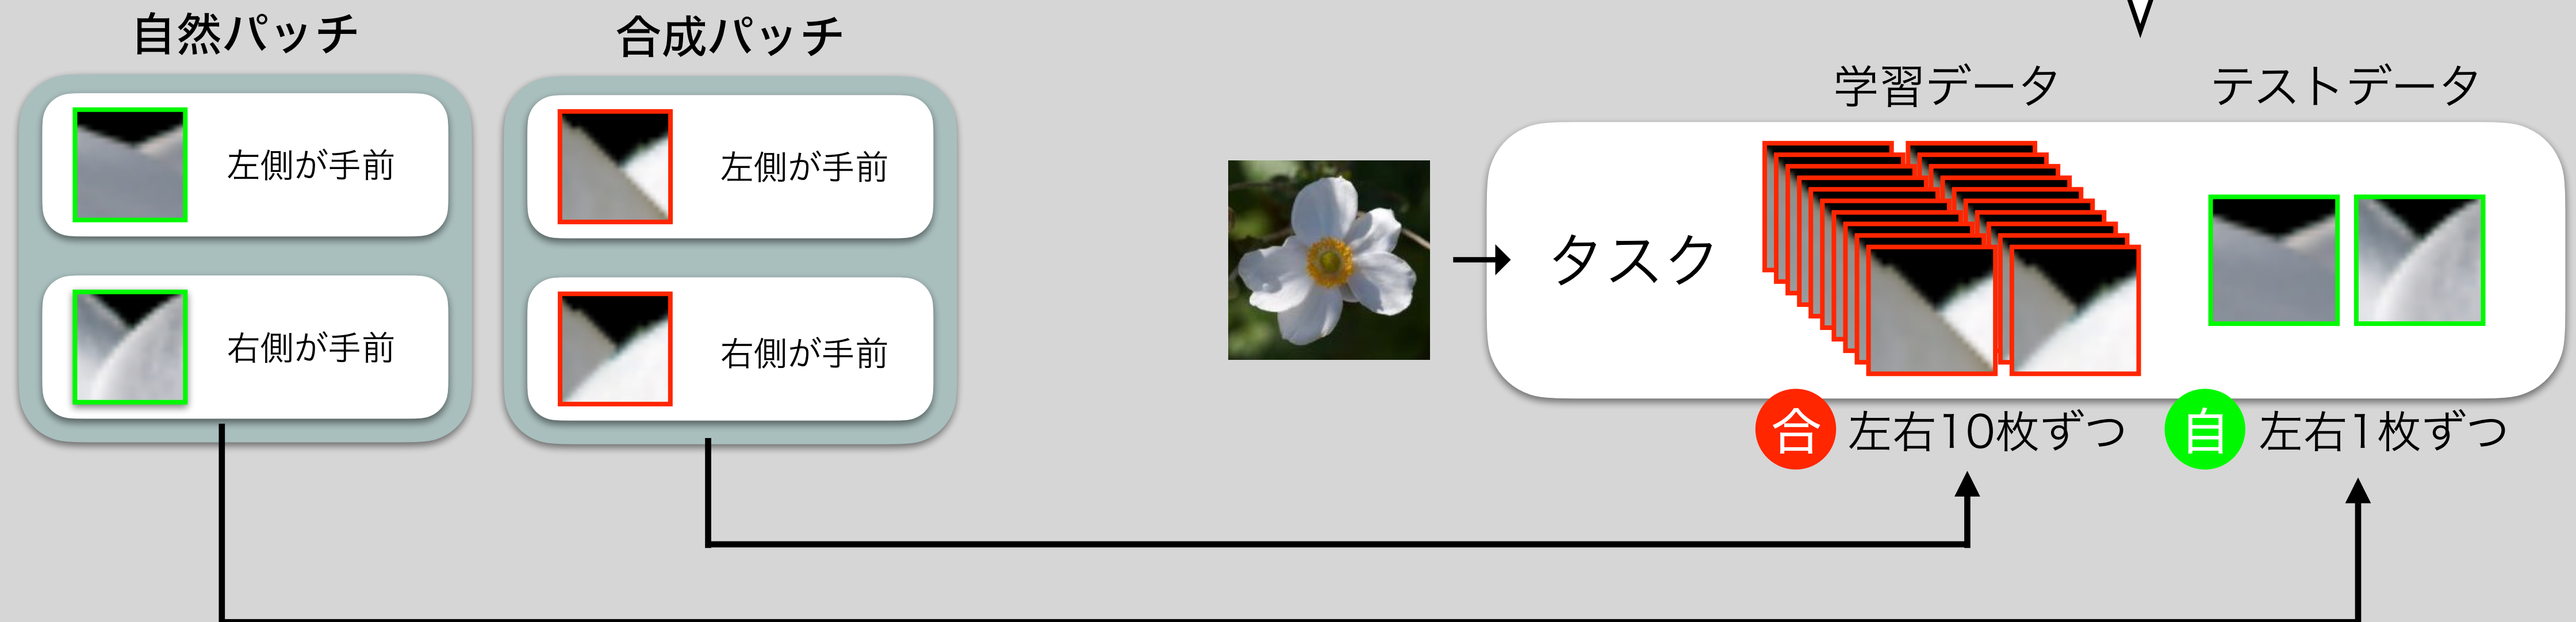 自然パッチ
左側が手前
右側が手前
合成パッチ
左側が手前
右側が手前
タスク
学習データ
テストデータ
合 左右10枚ずつ
自 左右1枚ずつ